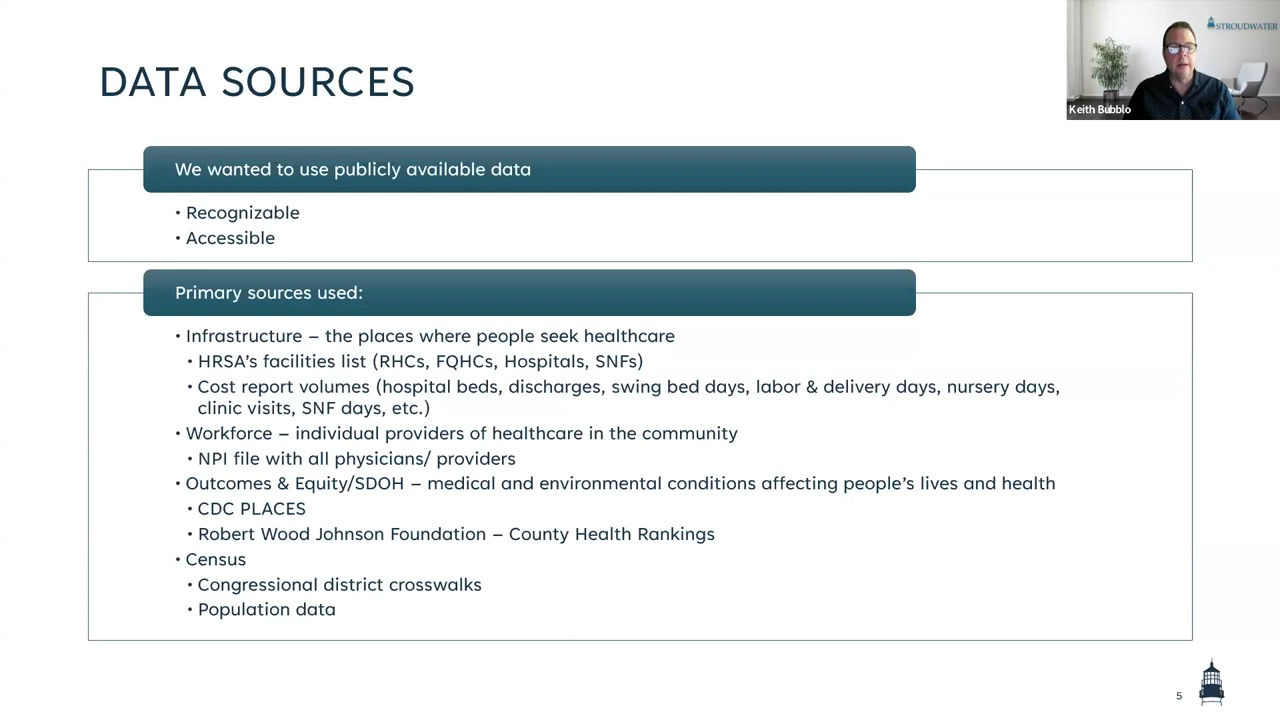 STROUDWATER
Keith Bubblo
DATA SOURCES
We wanted to use publicly available data
• Recognizable
• Accessible
Primary sources used:
• Infrastructure – the places where people seek healthcare
• HRSA's facilities list (RHCs, FQHCs, Hospitals, SNFs)
• Cost report volumes (hospital beds, discharges, swing bed days, labor & delivery days, nursery days,
clinic visits, SNF days, etc.)
• Workforce – individual providers of healthcare in the community
• NPI file with all physicians/ providers
• Outcomes & Equity/SDOH – medical and environmental conditions affecting people's lives and health
• CDC PLACES
• Robert Wood Johnson Foundation – County Health Rankings
• Census
• Congressional district crosswalks
• Population data
5